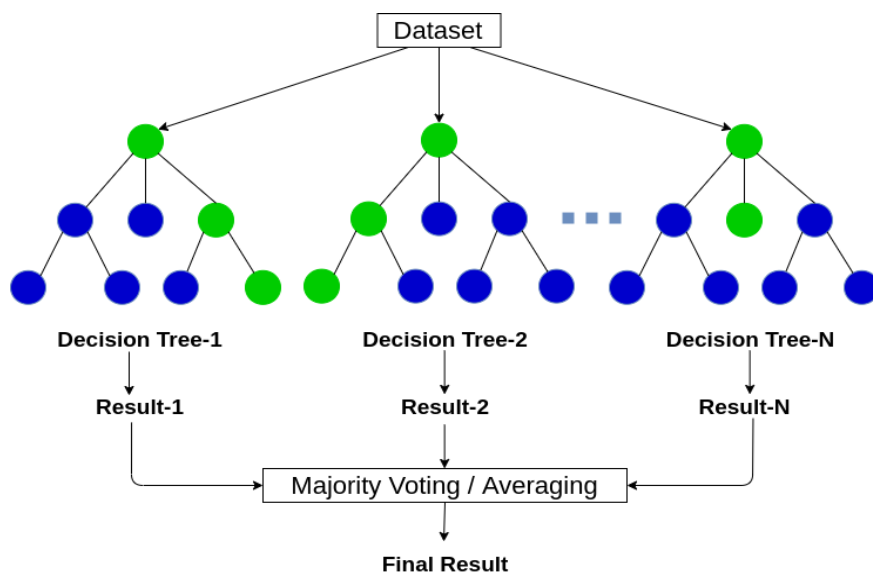 Dataset
Decision Tree-1
Decision Tree-2
Decision Tree-N
Result-1
Result-2
Result-N
Majority Voting / Averaging
Final Result